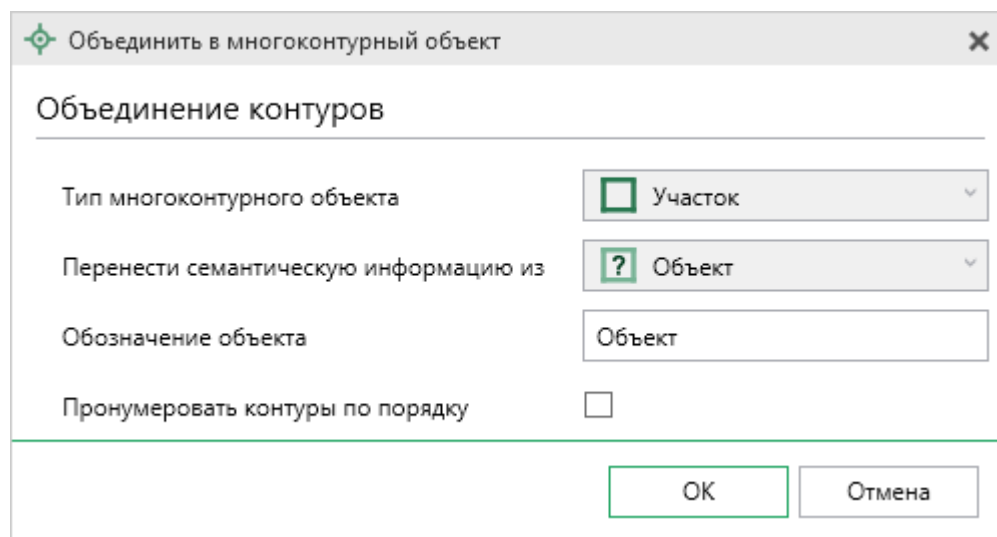 Объединить в многоконтурный объект
Объединение контуров
Тип многоконтурного объекта
Участок
Перенести семантическую информацию из
? Объект
Обозначение объекта
Объект
Пронумеровать контуры по порядку
ОК
Отмена